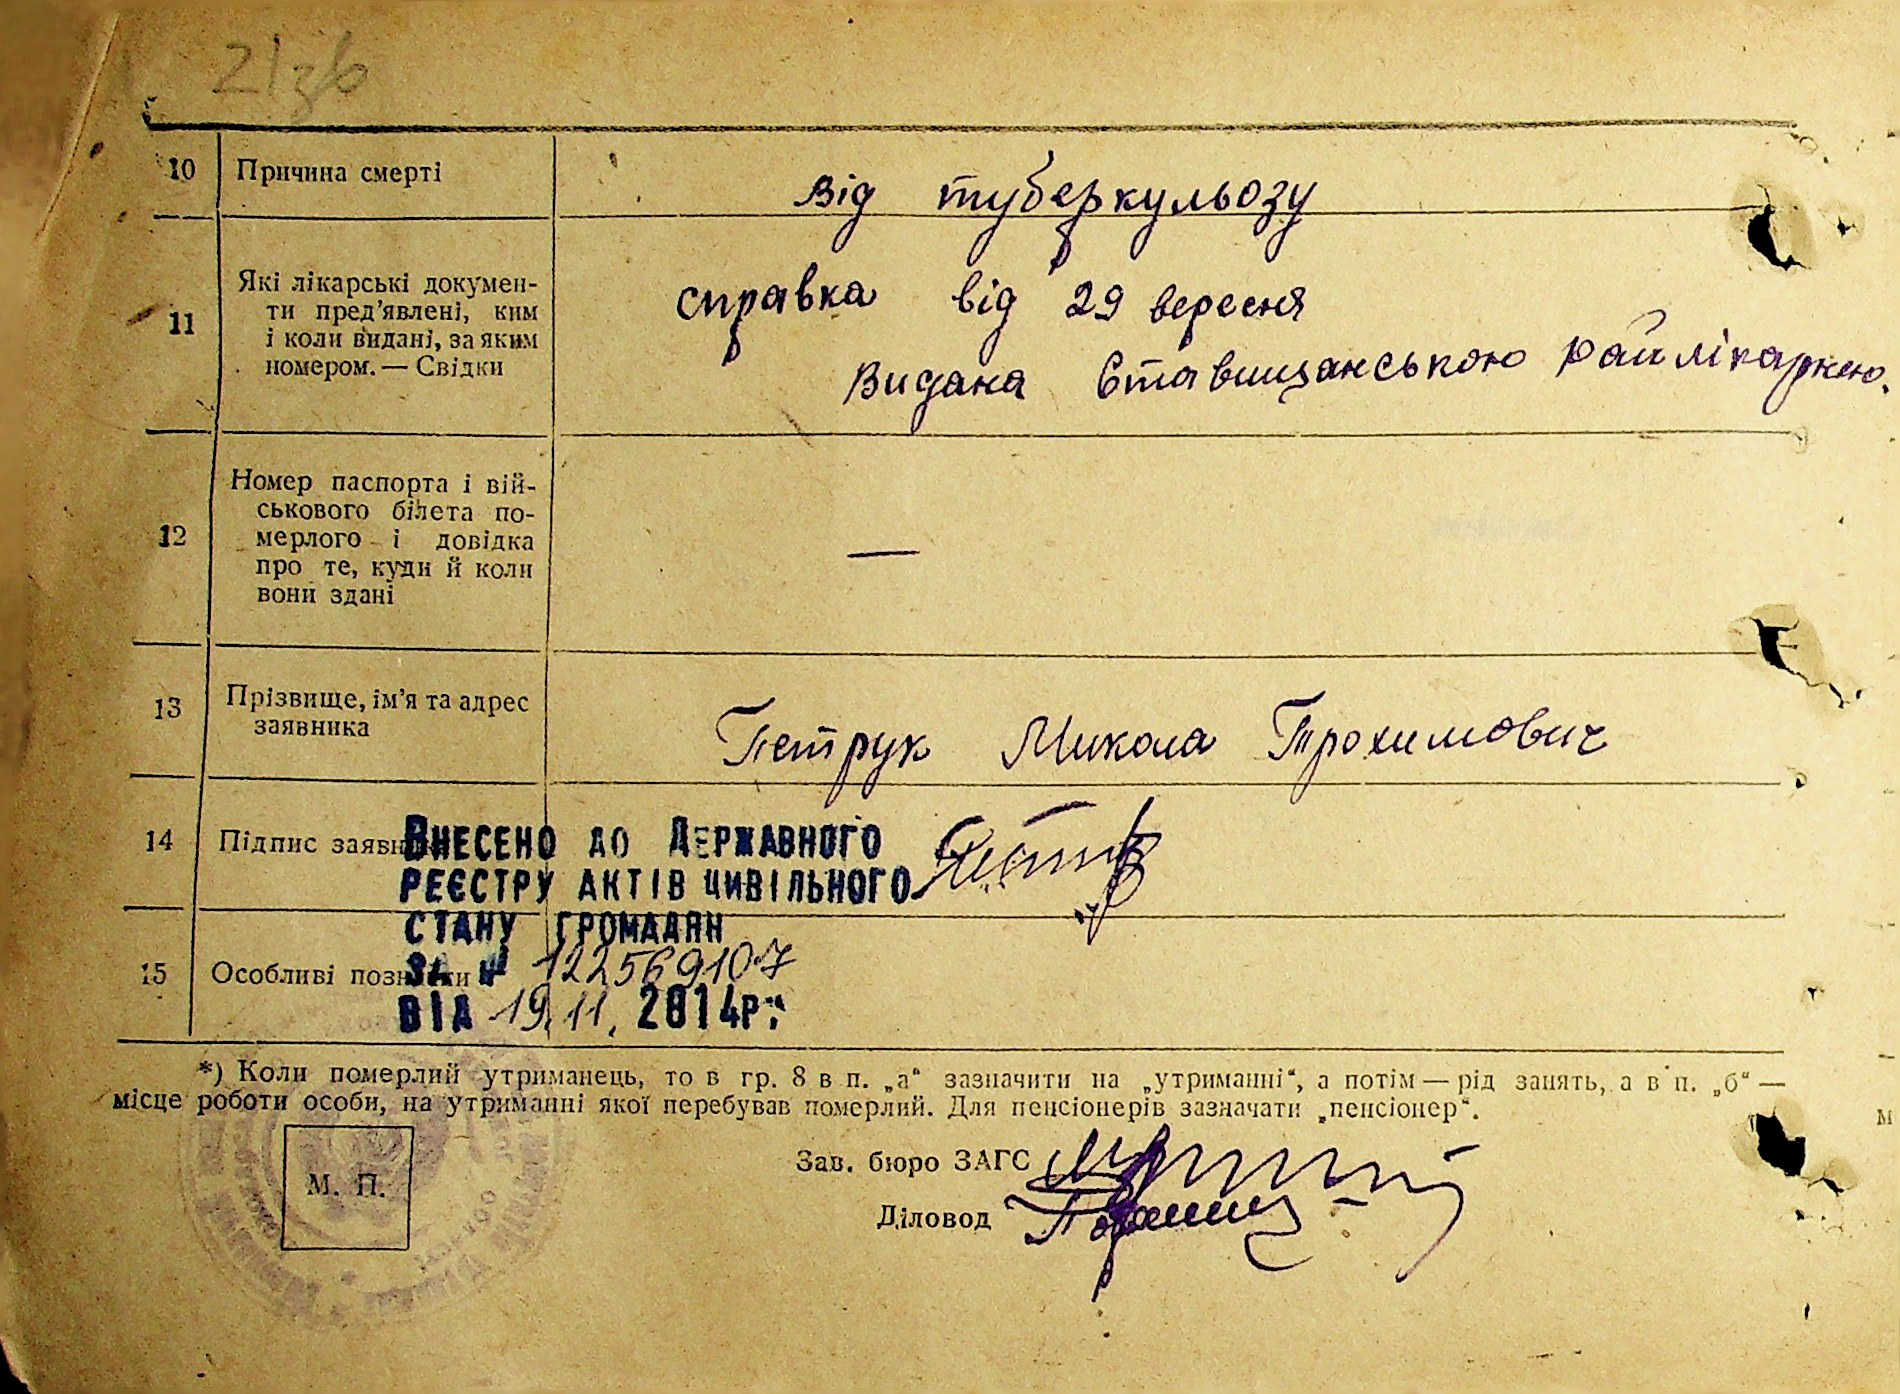 21зв
10 Причина смерті від туберкульозу
11 Які лікарські докумен-
ти пред'явлені, ким
і коли видані, за яким
номером. — Свідки
справка від 29 вересня
Видана Ставищанською райлікарнею.
12 Номер паспорта і вій-
ськового білета по-
мерлого і довідка
про те, куди й коли
вони здані
—
13 Прізвище, ім'я та адрес
заявника
Петрук Микола Трохимович
14 Підпис заявн
Внесено до Державного
реєстру актів цивільного
стану громадян
за № 122569107
від 19.11. 2014р.
15 Особливі познітки
*) Коли померлий утриманець, то в гр. 8 в п. „а“ зазначити на „утриманні“, а потім — рід занять, а в п. „б“ —
місце роботи особи, на утриманні якої перебував померлий. Для пенсіонерів зазначати „пенсіонер“.
М. П.
Зав. бюро ЗАГС
Діловод